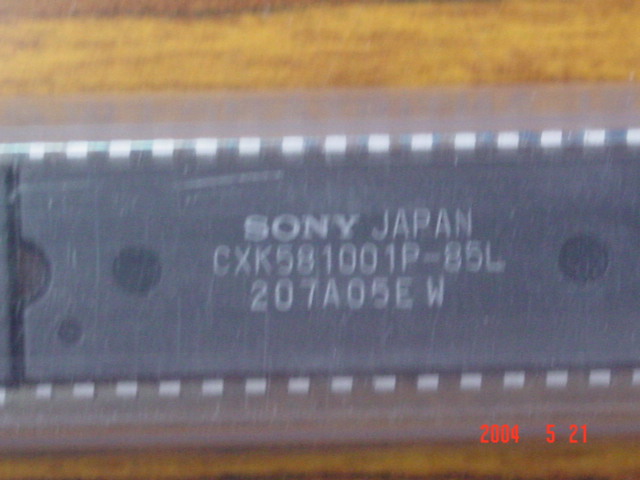 SONY JAPAN
CXK581001P-85L
207A05E W
2004 5 21